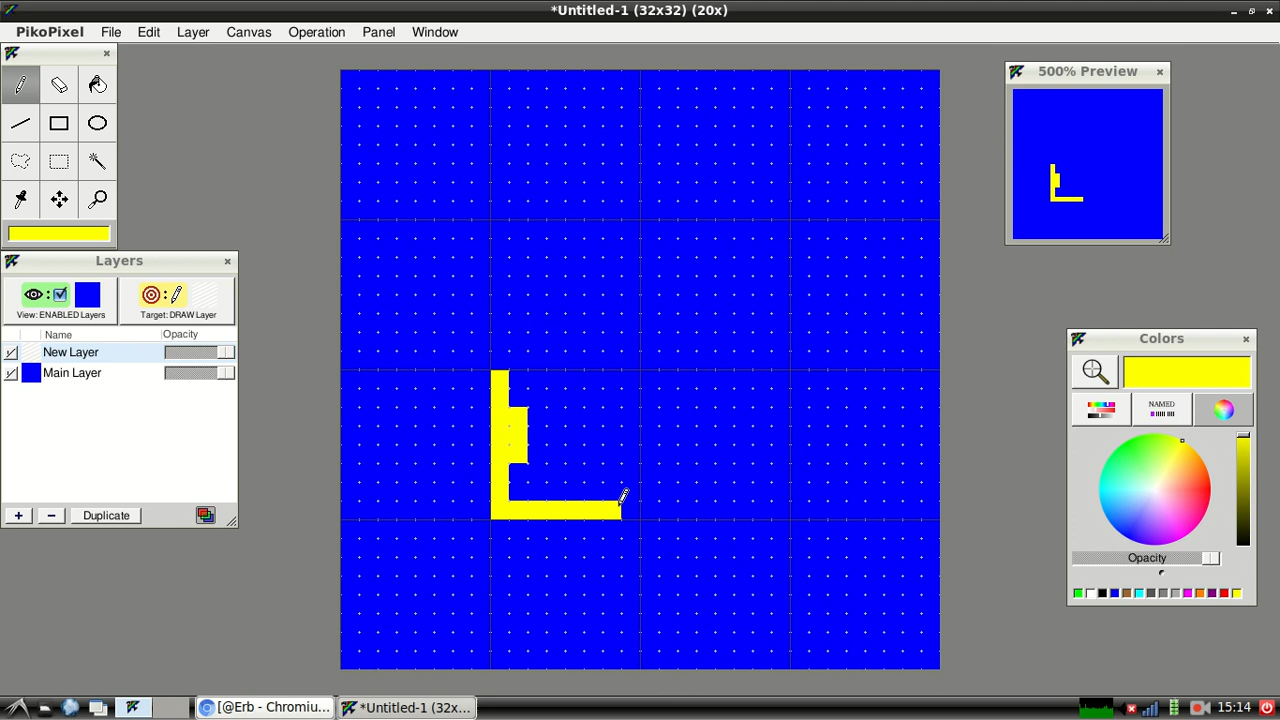 *Untitled-1 (32x32) (20x)
PikoPixel File Edit Layer Canvas Operation Panel Window
500% Preview
Layers
View: ENABLED Layers Target: DRAW Layer
Name Opacity
New Layer
Main Layer
Duplicate
Colors
NAMED
Opacity
[@Erb - Chromiu... *Untitled-1 (32x... 15:14